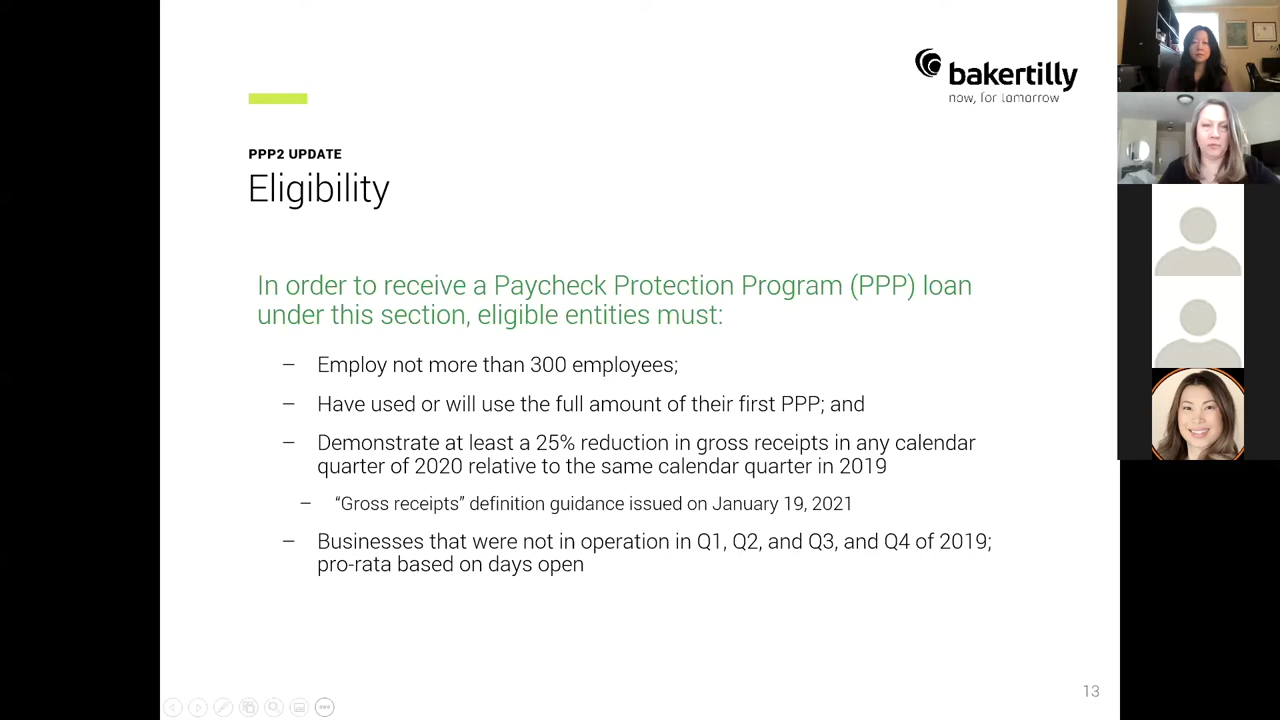 bakertilly
now, for tomorrow
PPP2 UPDATE
Eligibility
In order to receive a Paycheck Protection Program (PPP) loan
under this section, eligible entities must:
– Employ not more than 300 employees;
– Have used or will use the full amount of their first PPP; and
– Demonstrate at least a 25% reduction in gross receipts in any calendar
quarter of 2020 relative to the same calendar quarter in 2019
– “Gross receipts” definition guidance issued on January 19, 2021
– Businesses that were not in operation in Q1, Q2, and Q3, and Q4 of 2019;
pro-rata based on days open
13